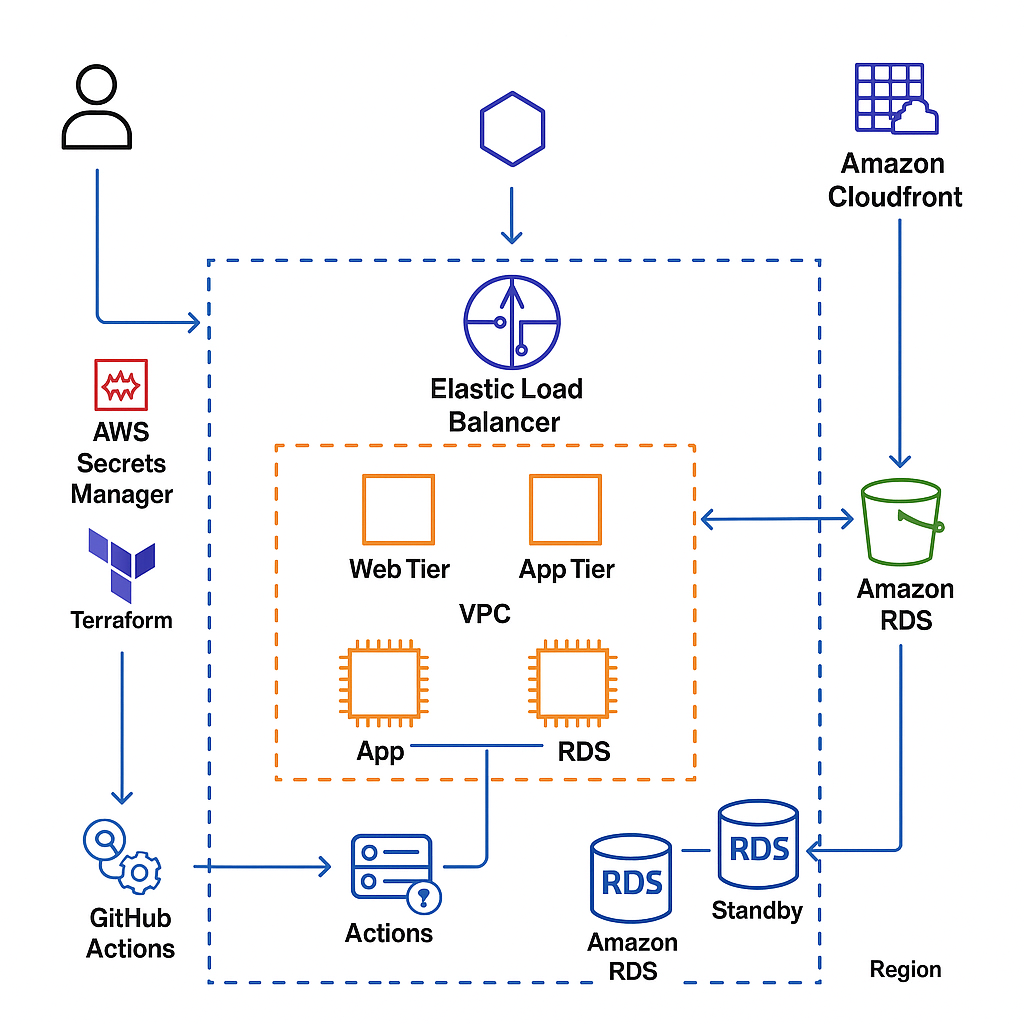 Amazon
Cloudfront
Elastic Load
Balancer
AWS
Secrets
Manager
Terraform
Web Tier
App Tier
VPC
Amazon
RDS
App
RDS
GitHub
Actions
Actions
RDS
Amazon
RDS
RDS
Standby
Region